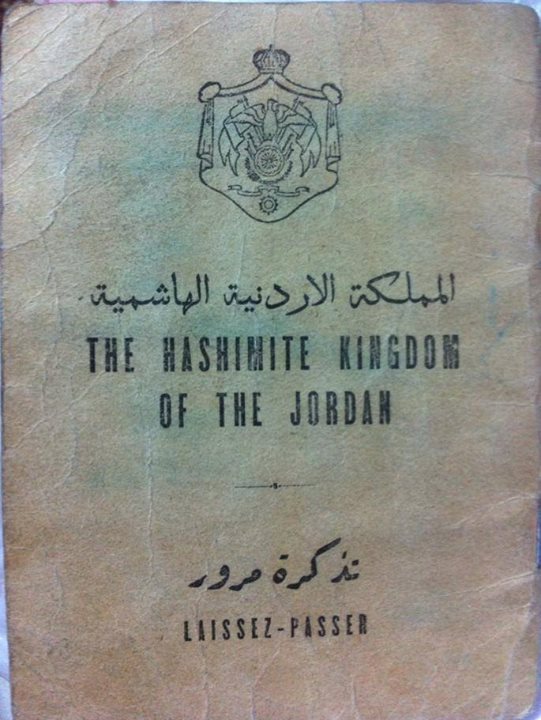 المملكة الاردنية الهاشمية
THE HASHIMITE KINGDOM
OF THE JORDAN
تذكرة مرور
LAISSEZ-PASSER